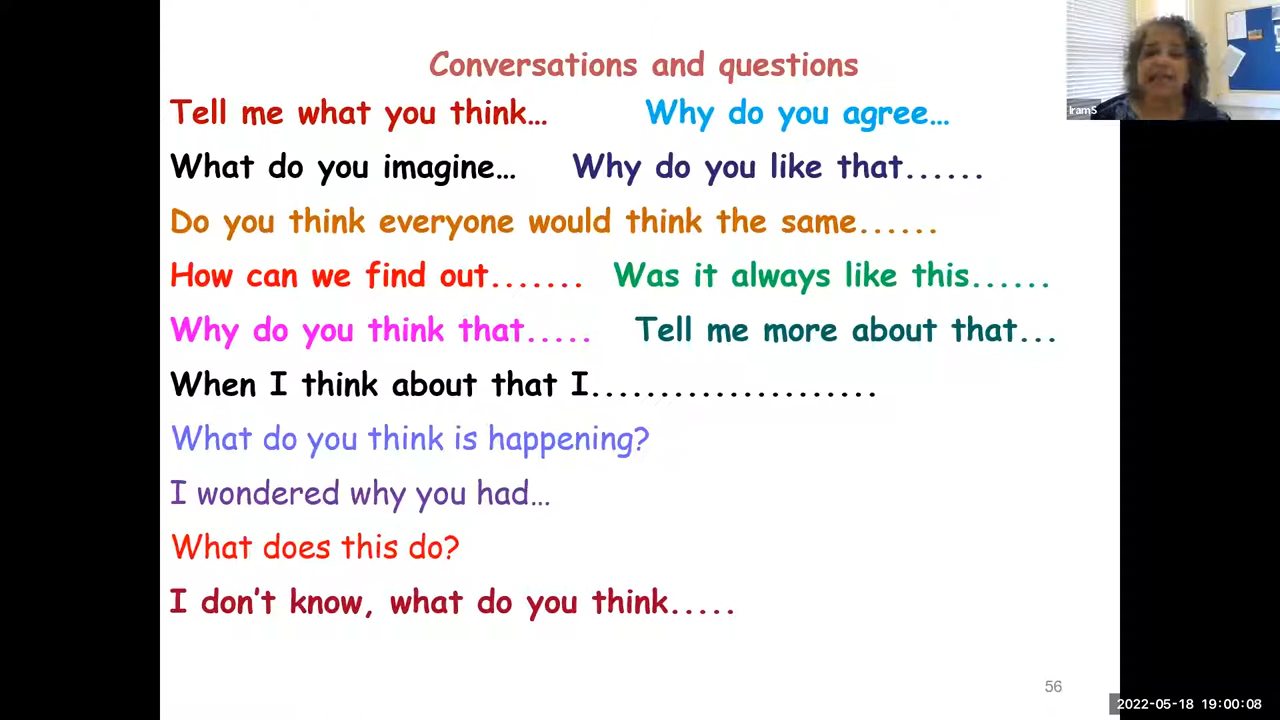 Conversations and questions
Tell me what you think… Why do you agree…
What do you imagine… Why do you like that......
Do you think everyone would think the same......
How can we find out....... Was it always like this......
Why do you think that..... Tell me more about that...
When I think about that I.....................
What do you think is happening?
I wondered why you had…
What does this do?
I don't know, what do you think.....
56
Iram S
2022-05-18 19:00:08